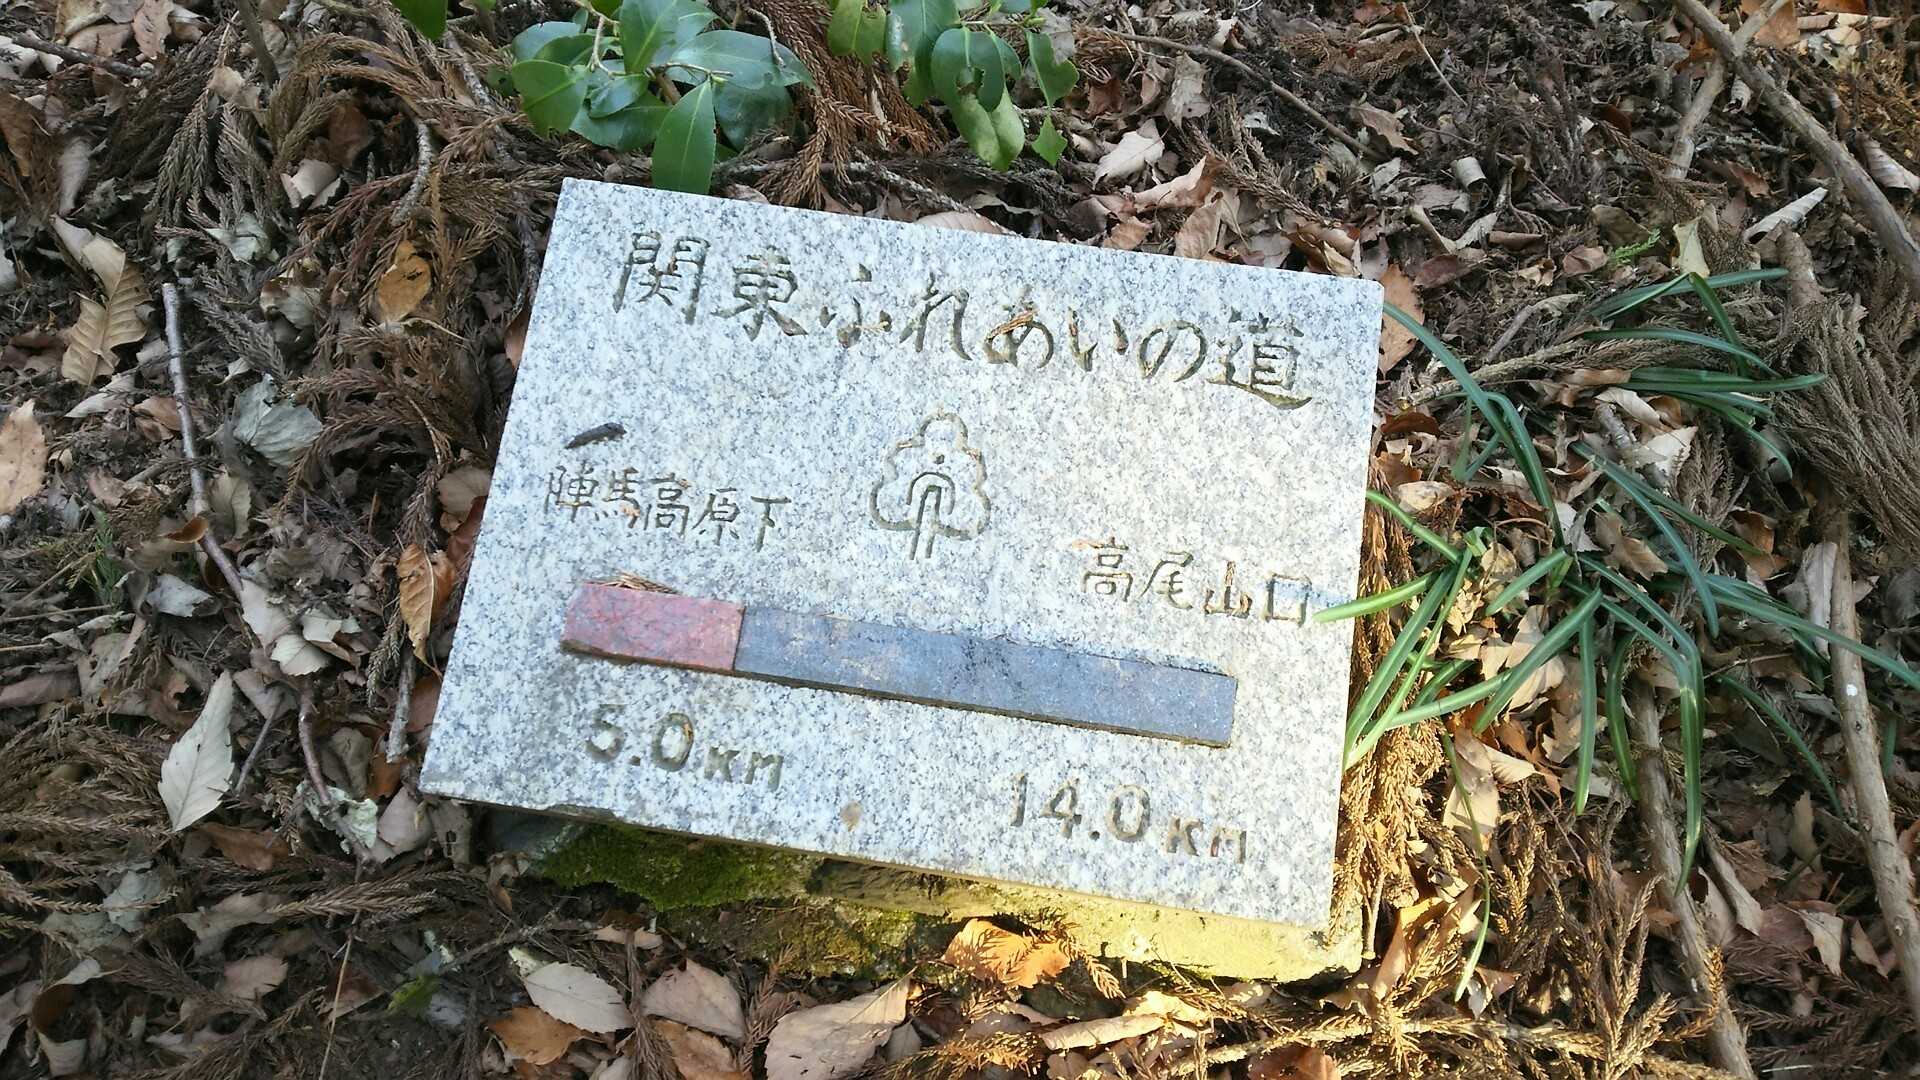 関東ふれあいの道
陣馬高原下
高尾山口
5.0KM
14.0KM